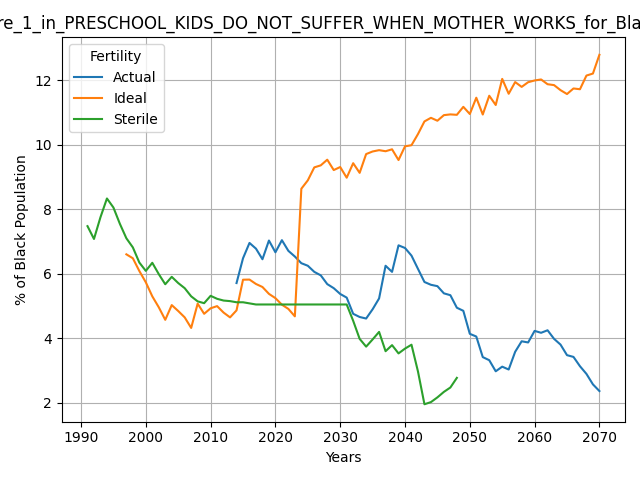 re_1_in_PRESCHOOL_KIDS_DO_NOT_SUFFER_WHEN_MOTHER_WORKS_for_Bla
Fertility
Actual
Ideal
Sterile
% of Black Population
12
10
8
6
4
2
1990 2000 2010 2020 2030 2040 2050 2060 2070
Years